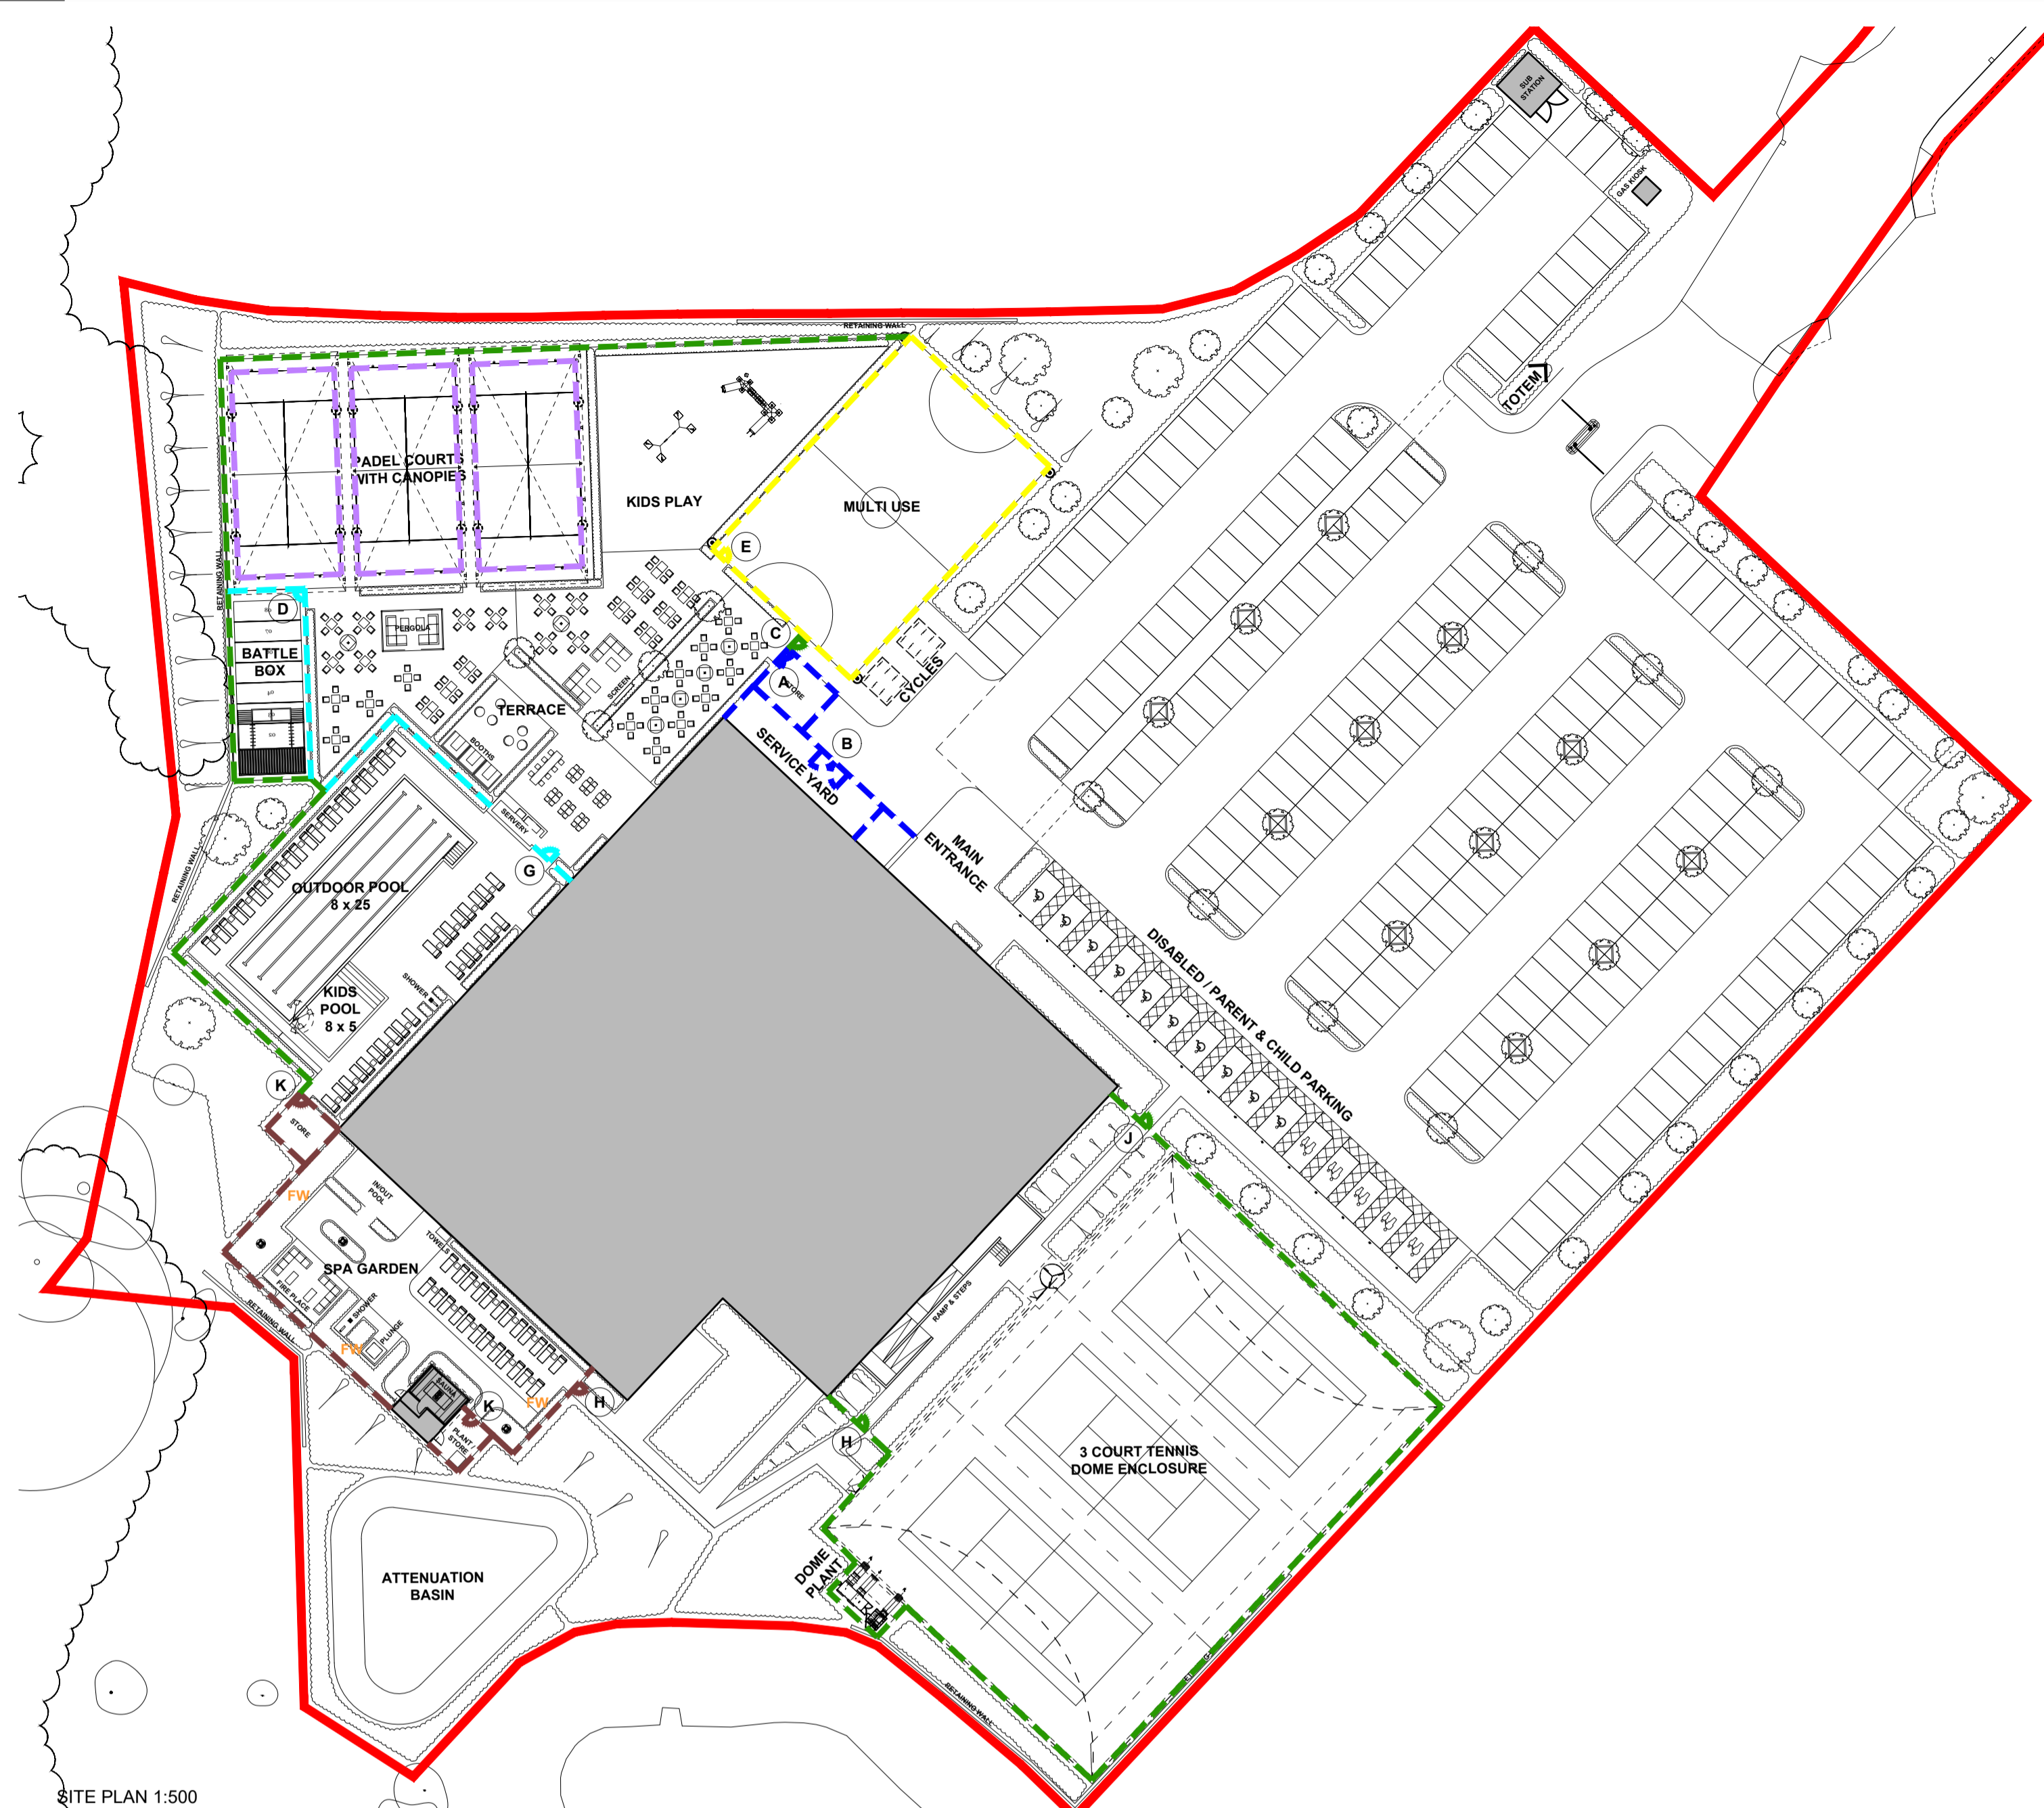 SUB
STATION
GAS KIOSK
RETAINING WALL
TOTEM
PADEL COURTS
WITH CANOPIES
KIDS PLAY
MULTI USE
E
RETAINING WALL
D
C
PERGOLA
BATTLE
BOX
A
STORE
CYCLES
SCREEN
TERRACE
B
BOOTHS
SERVICE YARD
SERVERY
MAIN
ENTRANCE
G
RETAINING WALL
OUTDOOR POOL
8 x 25
DISABLED / PARENT & CHILD PARKING
SHOWER
KIDS
POOL
8 x 5
K
STORE
J
FW
IN/OUT
POOL
TOWELS
SPA GARDEN
FIRE PLACE
RAMP & STEPS
SHOWER
RETAINING WALL
PLUNGE
FW
SAUNA
K
FW
H
PLANT /
STORE
H
3 COURT TENNIS
DOME ENCLOSURE
DOME
PLANT
ATTENUATION
BASIN
RETAINING WALL
SITE PLAN 1:500